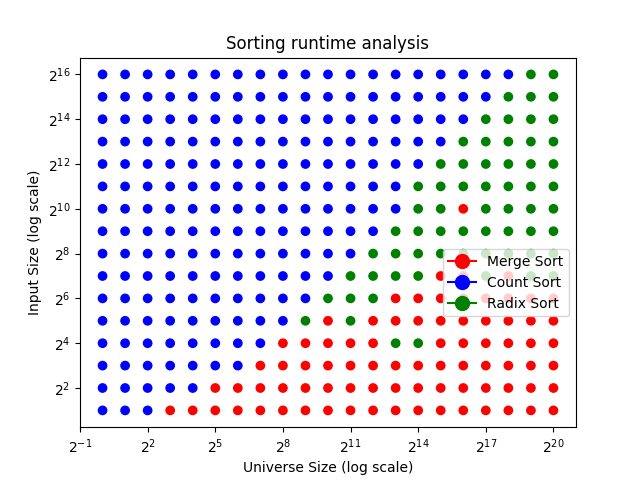 Sorting runtime analysis
Input Size (log scale)
2^16
2^14
2^12
2^10
2^8
2^6
2^4
2^2
Merge Sort
Count Sort
Radix Sort
2^−1 2^2 2^5 2^8 2^11 2^14 2^17 2^20
Universe Size (log scale)